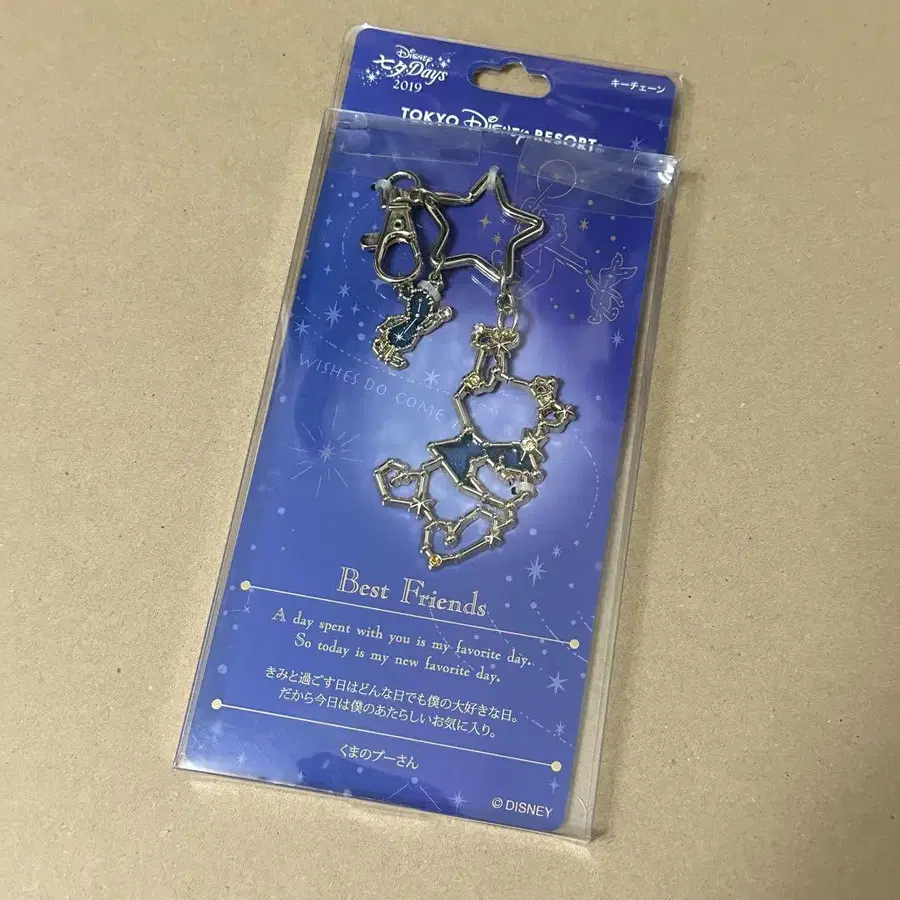 Disney
七夕Days
2019
キーチェーン
TOKYO Disney RESORT®
WISHES DO COME
Best Friends
A day spent with you is my favorite day.
So today is my new favorite day.
きみと過ごす日はどんな日でも僕の大好きな日。
だから今日は僕のあたらしいお気に入り。
くまのプーさん
© DISNEY